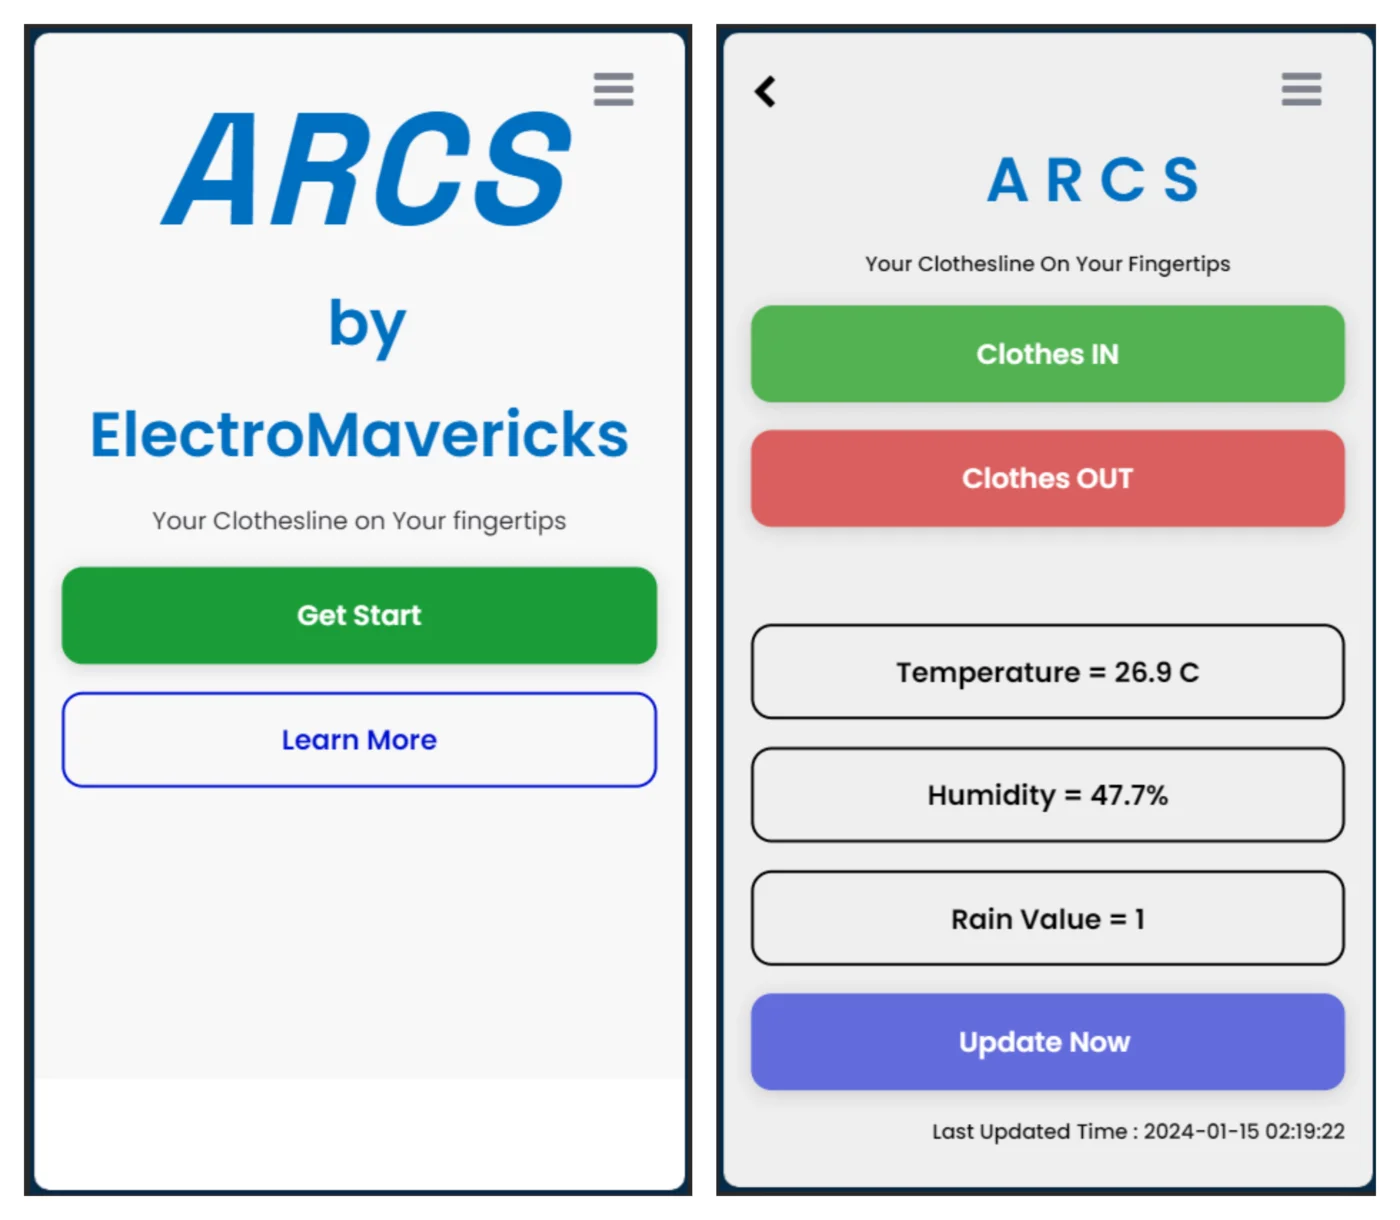 ARCS
by
ElectroMavericks
Your Clothesline on Your fingertips
Get Start
Learn More
A R C S
Your Clothesline On Your Fingertips
Clothes IN
Clothes OUT
Temperature = 26.9 C
Humidity = 47.7%
Rain Value = 1
Update Now
Last Updated Time : 2024-01-15 02:19:22